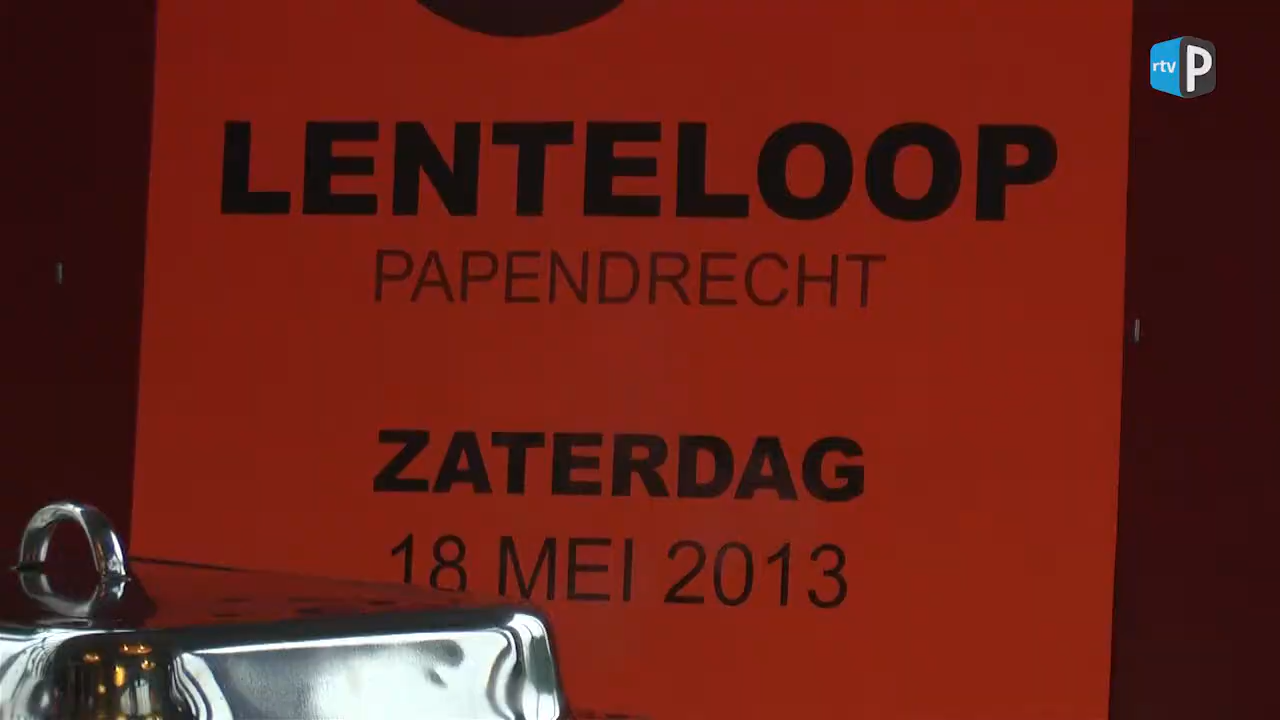 rtv P
LENTELOOP
PAPENDRECHT
ZATERDAG
18 MEI 2013